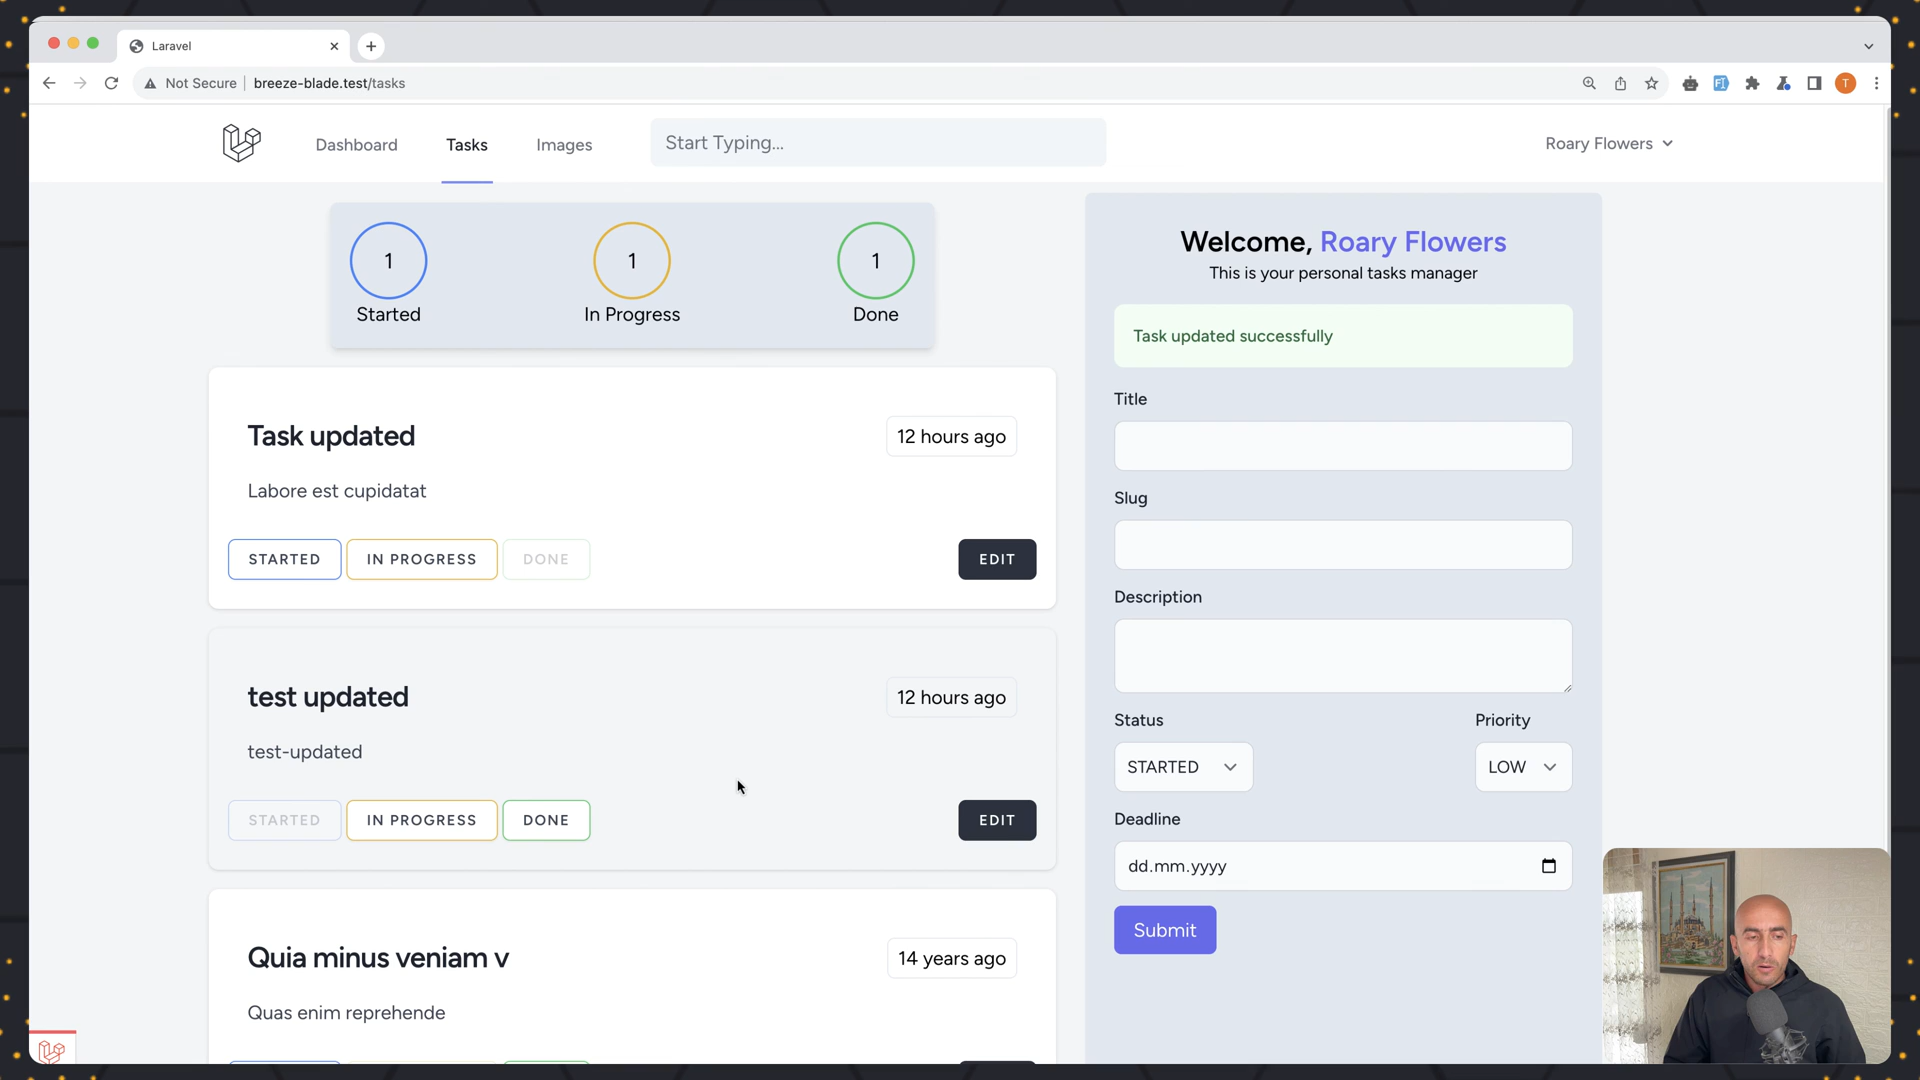 Laravel
Not Secure
breeze-blade.test/tasks
T
Dashboard
Tasks
Images
Start Typing...
Roary Flowers
1
Started
1
In Progress
1
Done
Task updated
12 hours ago
Labore est cupidatat
STARTED
IN PROGRESS
DONE
EDIT
test updated
12 hours ago
test-updated
STARTED
IN PROGRESS
DONE
EDIT
Quia minus veniam v
14 years ago
Quas enim reprehende
Welcome, Roary Flowers
This is your personal tasks manager
Task updated successfully
Title
Slug
Description
Status
Priority
STARTED
LOW
Deadline
dd.mm.yyyy
Submit